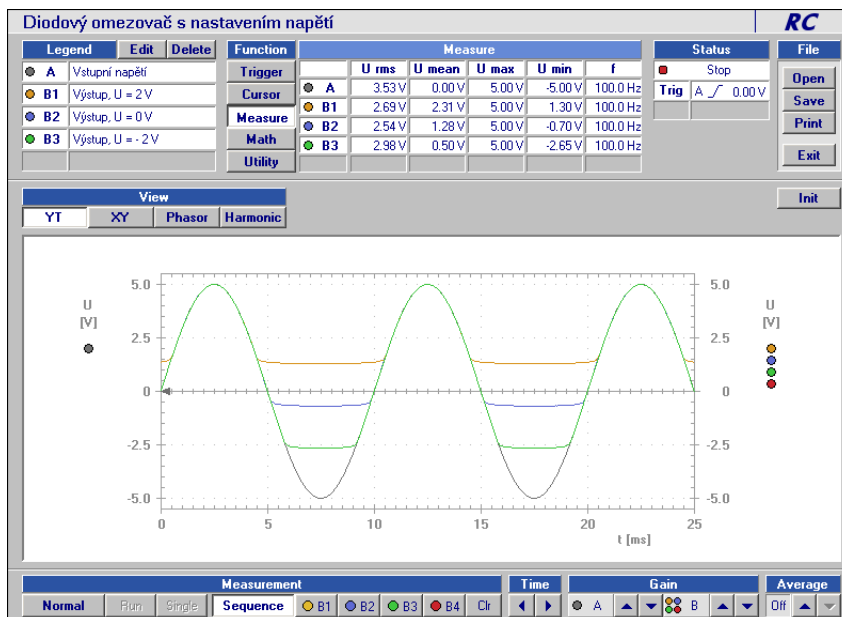 Diodový omezovač s nastavením napětí RC
Legend Edit Delete Function Measure Status File
A Vstupní napětí
B1 Výstup, U = 2 V
B2 Výstup, U = 0 V
B3 Výstup, U = - 2 V
Trigger
Cursor
Measure
Math
Utility
U rms U mean U max U min f
A 3.53 V 0.00 V 5.00 V -5.00 V 100.0 Hz
B1 2.69 V 2.31 V 5.00 V 1.30 V 100.0 Hz
B2 2.54 V 1.28 V 5.00 V -0.70 V 100.0 Hz
B3 2.98 V 0.50 V 5.00 V -2.65 V 100.0 Hz
Stop
Trig A 0.00 V
Open
Save
Print
Exit
View
YT XY Phasor Harmonic
Init
U
[V]
5.0
2.5
0
-2.5
-5.0
5.0
2.5
0
-2.5
-5.0
U
[V]
0 5 10 15 20 25
t [ms]
Measurement Time Gain Average
Normal Run Single Sequence B1 B2 B3 B4 Clr A B Off